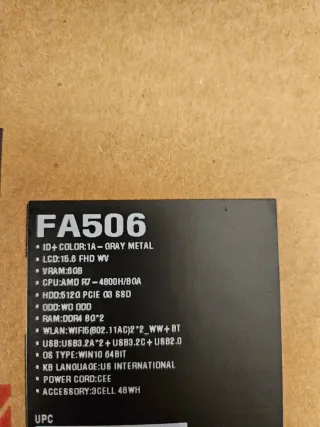 FA506
• ID+ COLOR:1A- GRAY METAL
• LCD:15.6 FHD WV
• VRAM:6GB
• CPU:AMD R7-4800H/BGA
• HDD:512G PCIE G3 SSD
• ODD:WO ODD
• RAM:DDR4 8G*2
• WLAN:WIFI5(802.11AC)2*2_WW+BT
• USB:USB3.2A*2+USB3.2C+USB2.0
• OS TYPE:WIN10 64BIT
• KB LANGUAGE:US INTERNATIONAL
• POWER CORD:CEE
• ACCESSORY:3CELL 48WH
UPC